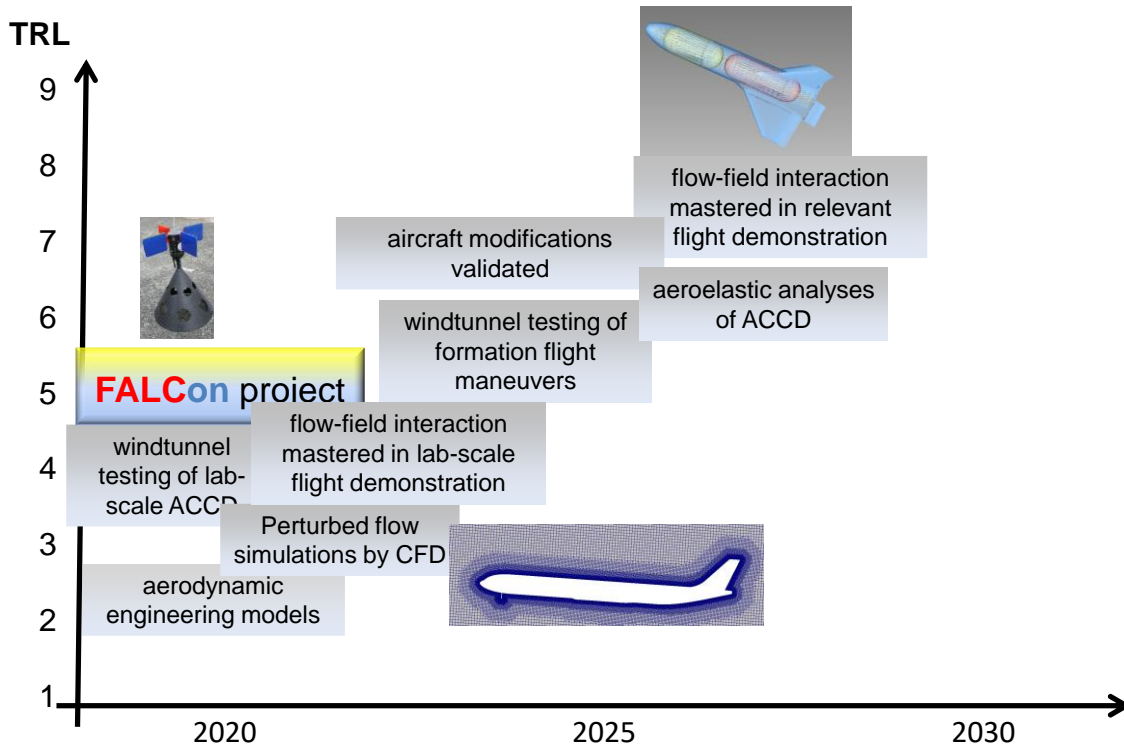 TRL
9
8
7
6
5
4
3
2
1
flow-field interaction
mastered in relevant
flight demonstration
aircraft modifications
validated
aeroelastic analyses
of ACCD
windtunnel testing of
formation flight
maneuvers
FALCon project
flow-field interaction
mastered in lab-scale
flight demonstration
windtunnel
testing of lab-
scale ACCD
Perturbed flow
simulations by CFD
aerodynamic
engineering models
2020
2025
2030